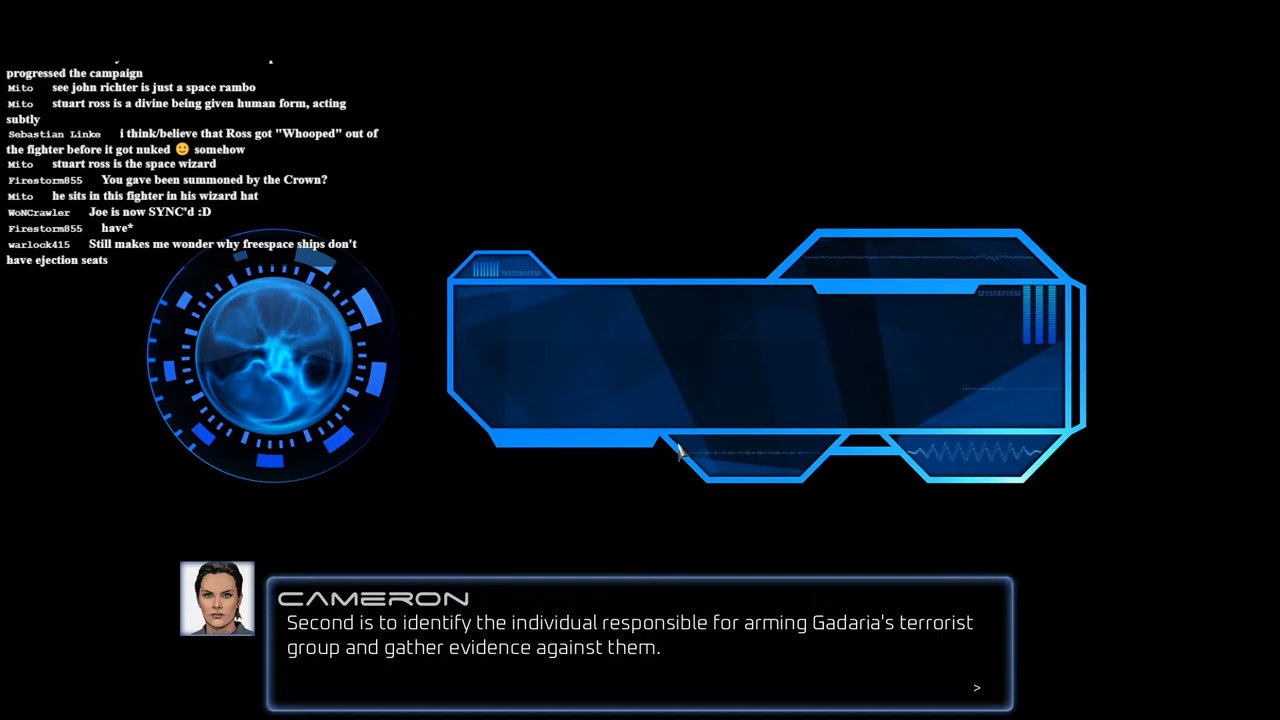 progressed the campaign
Mito see john richter is just a space rambo
Mito stuart ross is a divine being given human form, acting
subtly
Sebastian Linke i think/believe that Ross got "Whooped" out of
the fighter before it got nuked 🙂 somehow
Mito stuart ross is the space wizard
Firestorm855 You gave been summoned by the Crown?
Mito he sits in this fighter in his wizard hat
WoNCrawler Joe is now SYNC'd :D
Firestorm855 have*
warlock415 Still makes me wonder why freespace ships don't
have ejection seats
CAMERON
Second is to identify the individual responsible for arming Gadaria's terrorist
group and gather evidence against them.
>